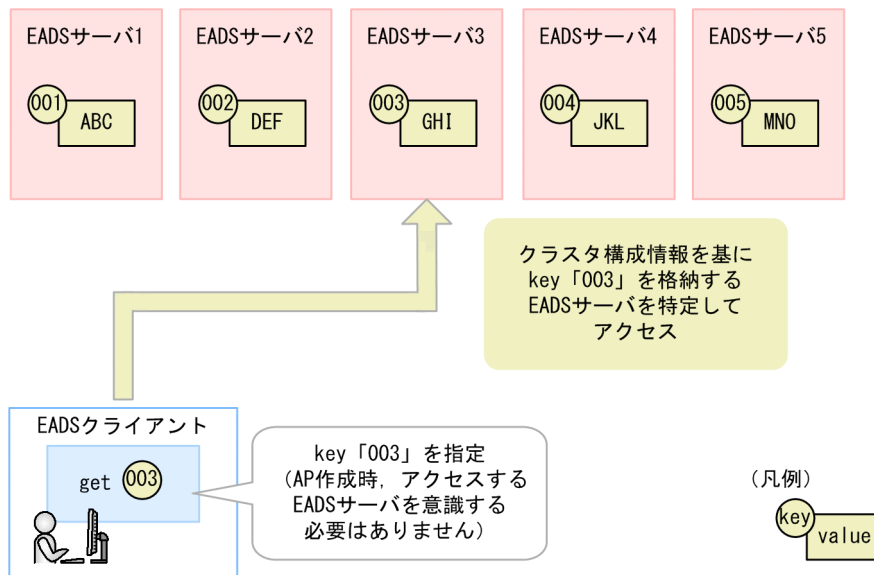 EADSサーバ1
EADSサーバ2
EADSサーバ3
EADSサーバ4
EADSサーバ5
001
ABC
002
DEF
003
GHI
004
JKL
005
MNO
クラスタ構成情報を基に
key「003」を格納する
EADSサーバを特定して
アクセス
EADSクライアント
get 003
key「003」を指定
(AP作成時，アクセスする
EADSサーバを意識する
必要はありません)
(凡例)
key
value